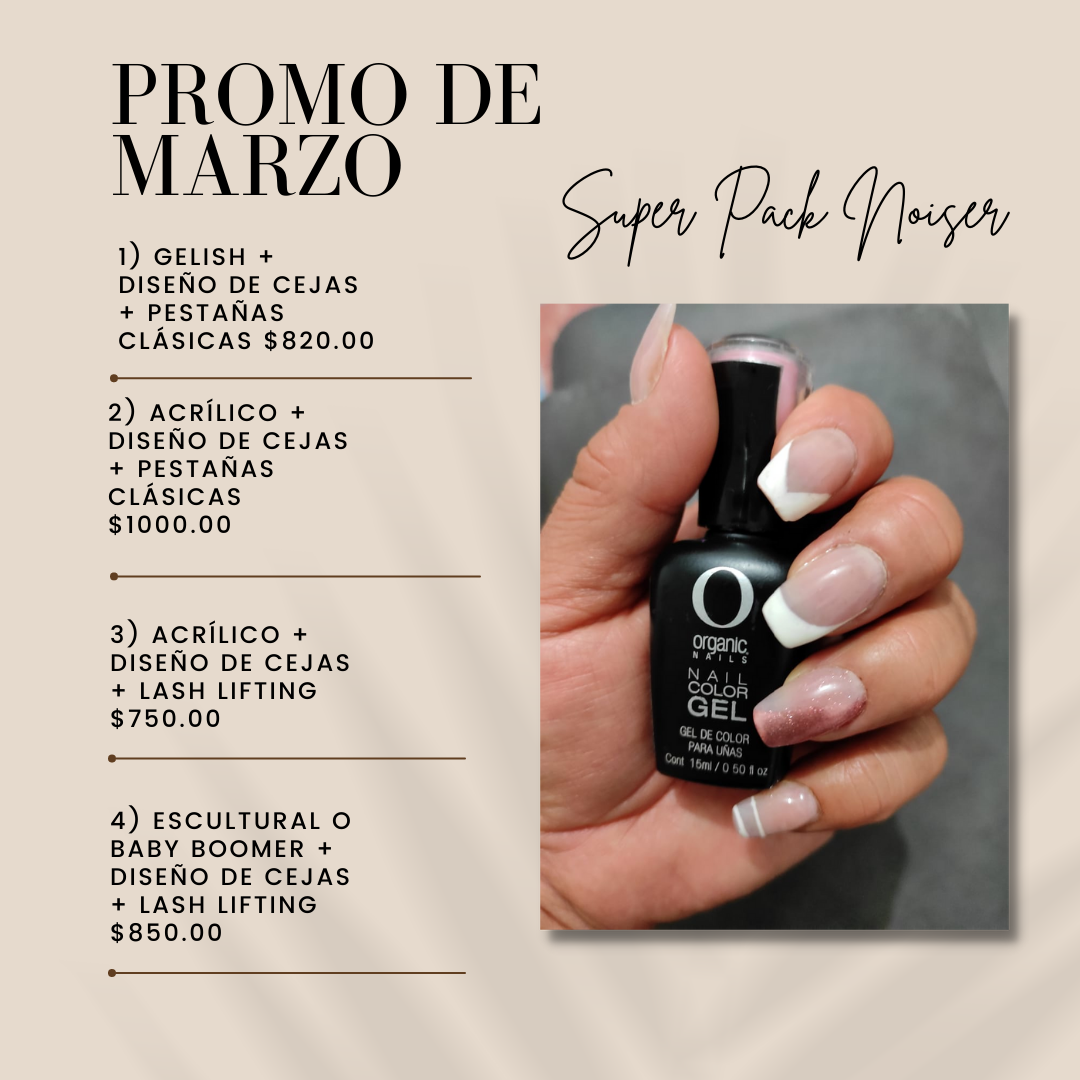 PROMO DE
MARZO
Super Pack Noiser
1) GELISH +
DISEÑO DE CEJAS
+ PESTAÑAS
CLÁSICAS $820.00
2) ACRÍLICO +
DISEÑO DE CEJAS
+ PESTAÑAS
CLÁSICAS
$1000.00
3) ACRÍLICO +
DISEÑO DE CEJAS
+ LASH LIFTING
$750.00
4) ESCULTURAL O
BABY BOOMER +
DISEÑO DE CEJAS
+ LASH LIFTING
$850.00
O
organic
NAILS
NAIL
COLOR
GEL
GEL DE COLOR
PARA UÑAS
Cont 15ml / 0 50 fl oz